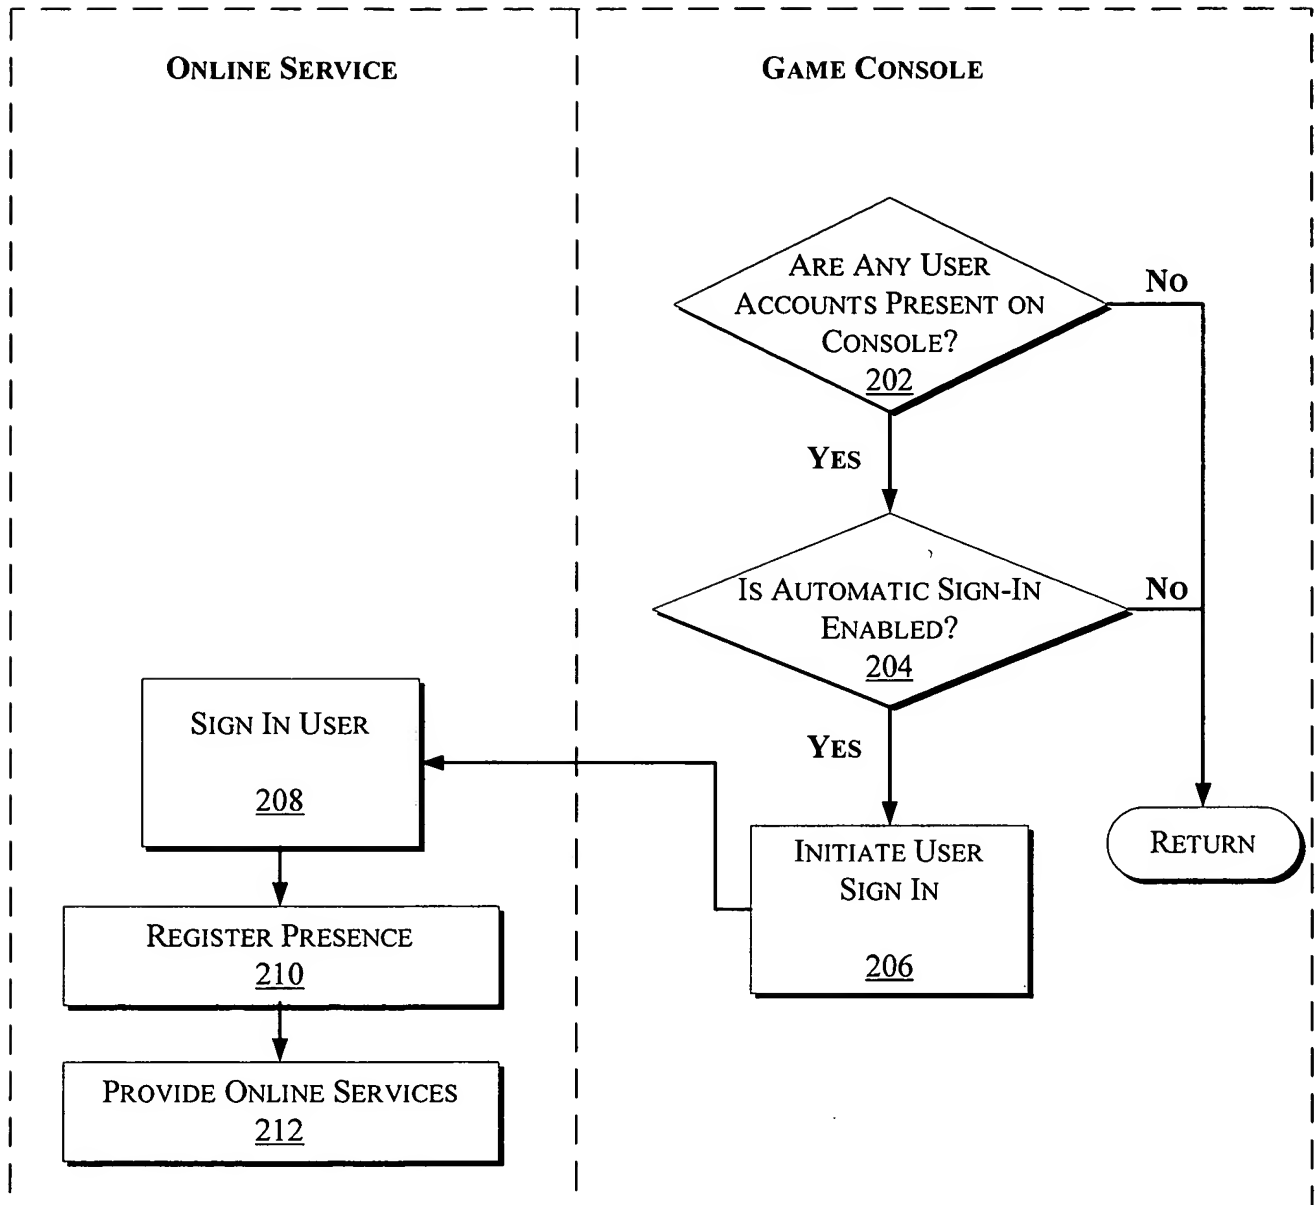 ONLINE SERVICE
GAME CONSOLE
ARE ANY USER
ACCOUNTS PRESENT ON
CONSOLE?
202
NO
YES
IS AUTOMATIC SIGN-IN
ENABLED?
204
NO
YES
INITIATE USER
SIGN IN
206
RETURN
SIGN IN USER
208
REGISTER PRESENCE
210
PROVIDE ONLINE SERVICES
212